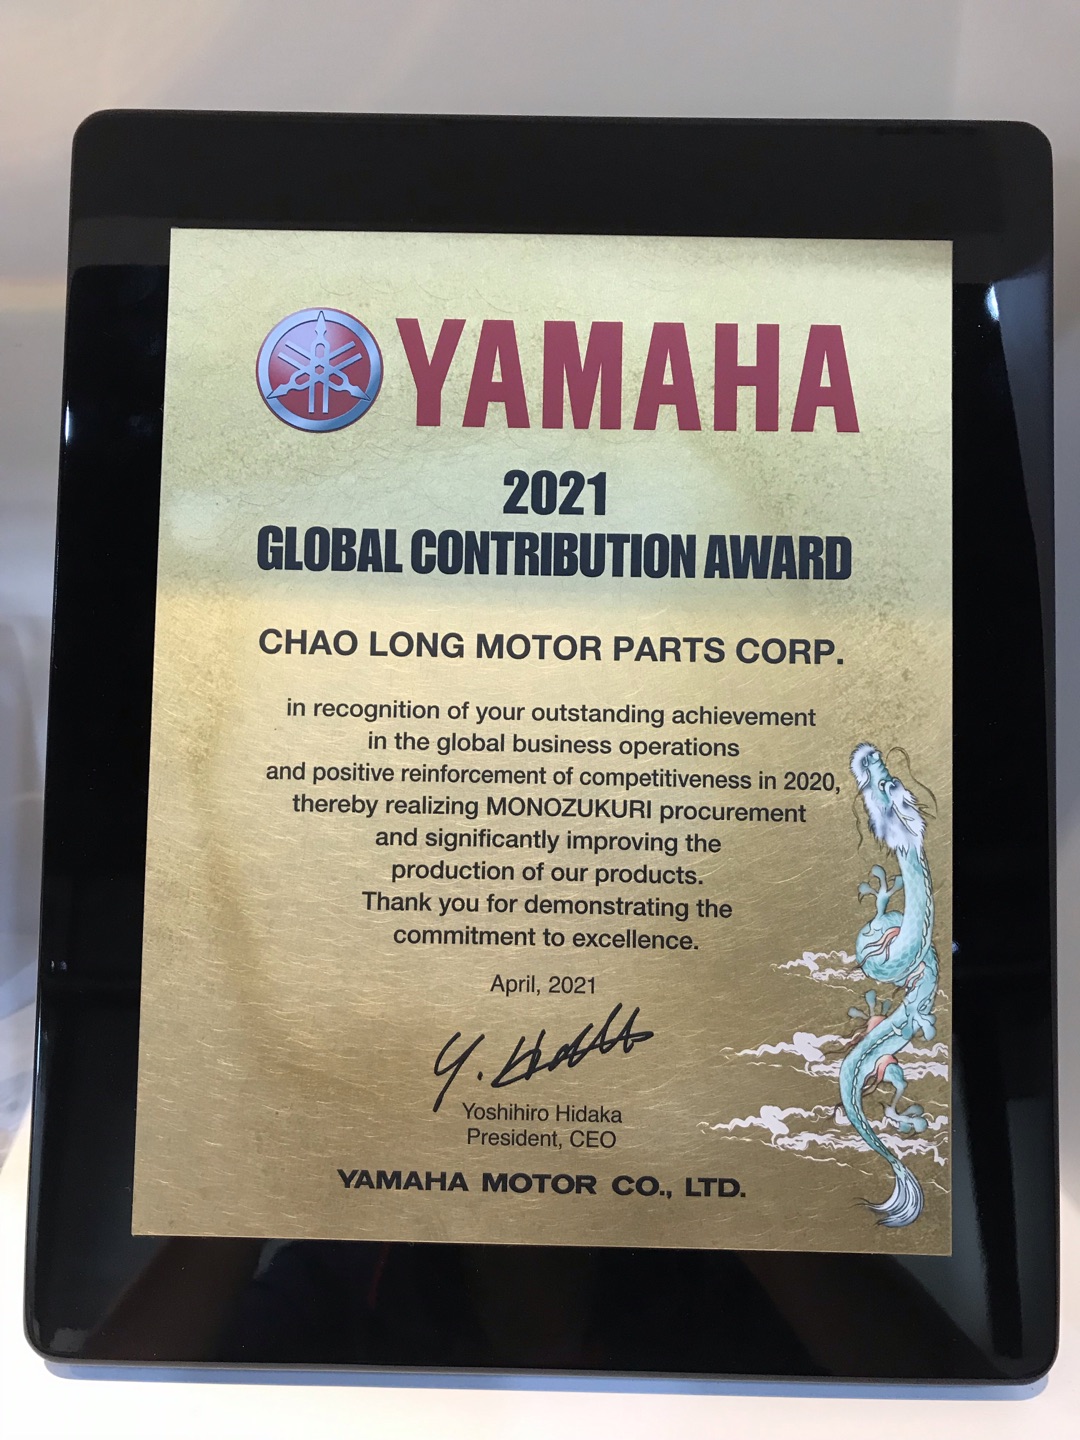 YAMAHA
2021
GLOBAL CONTRIBUTION AWARD
CHAO LONG MOTOR PARTS CORP.
in recognition of your outstanding achievement
in the global business operations
and positive reinforcement of competitiveness in 2020,
thereby realizing MONOZUKURI procurement
and significantly improving the
production of our products.
Thank you for demonstrating the
commitment to excellence.
April, 2021
Y. Hidaka
Yoshihiro Hidaka
President, CEO
YAMAHA MOTOR CO., LTD.